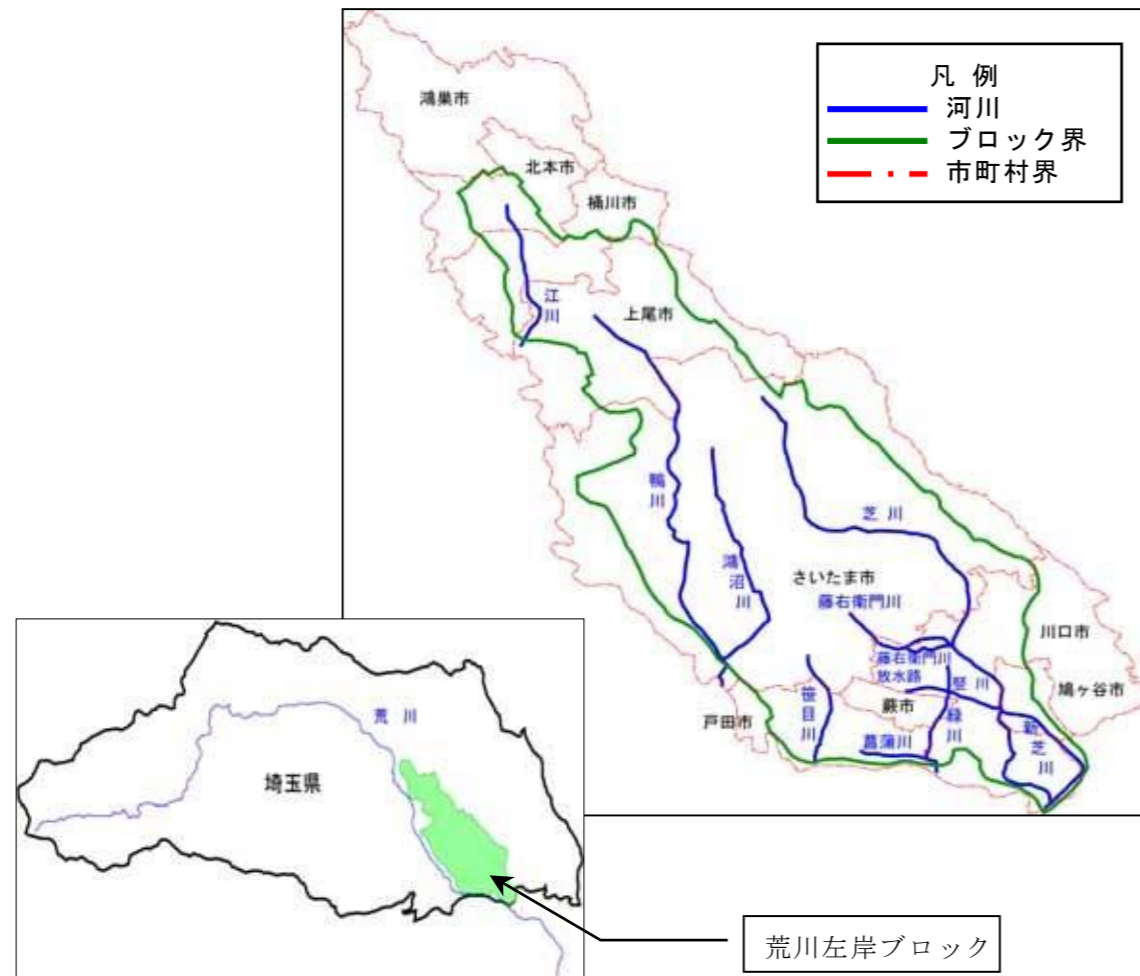 凡 例
河川
ブロック界
市町村界
鴻巣市
北本市
桶川市
江川
上尾市
鴨川
芝 川
鴻沼川
さいたま市
藤右衛門川
川口市
藤右衛門川
放水路
竪川
鳩ヶ谷市
笹目川
蕨市
緑川
戸田市
新芝川
菖蒲川
荒 川
埼玉県
荒川左岸ブロック